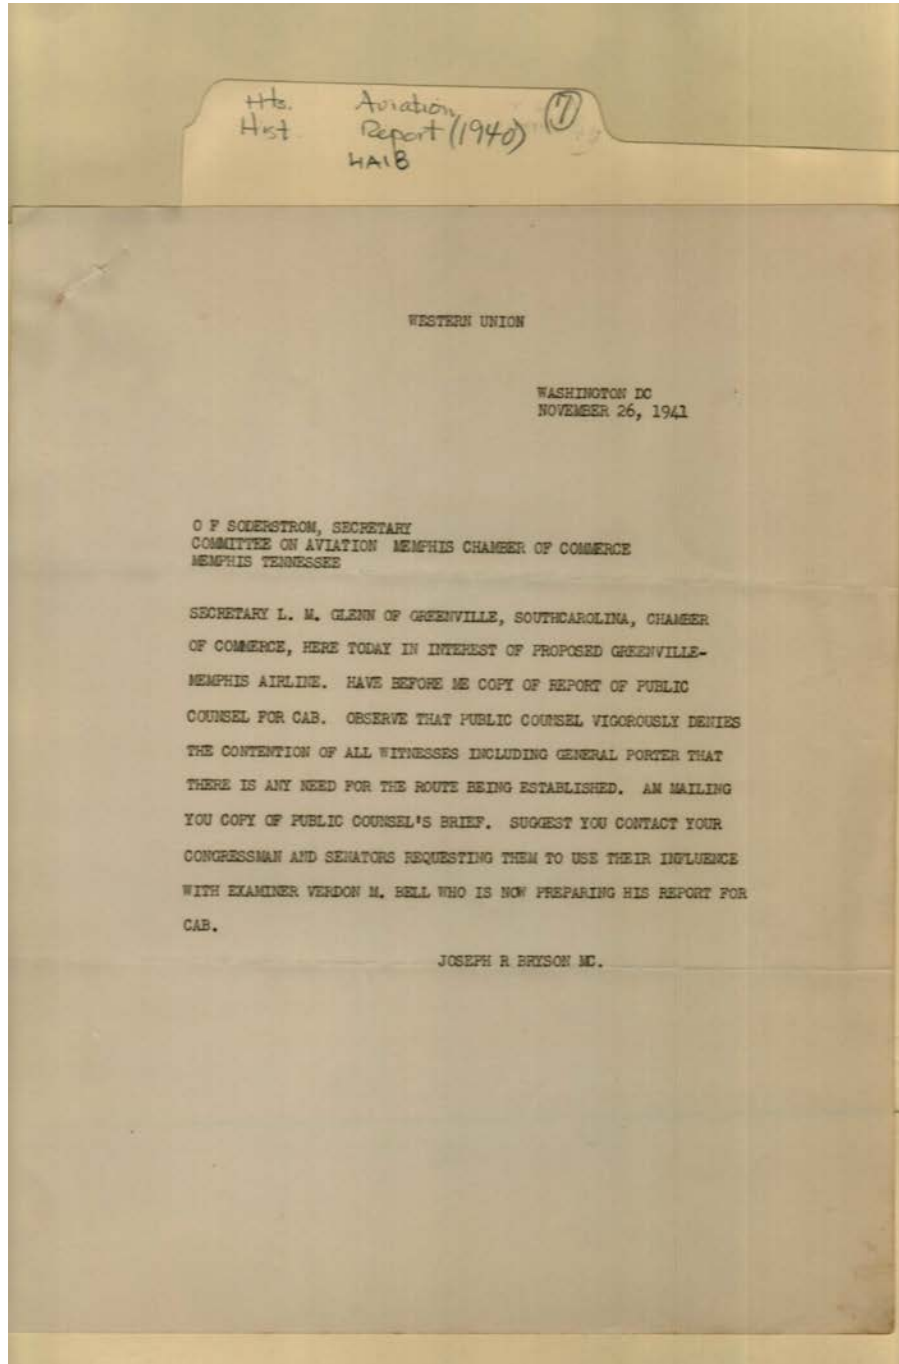 Hts. Aviation 7
Hist Report (1940)
HAIB
WESTERN UNION
WASHINGTON DC
NOVEMBER 26, 1941
O F SODERSTROM, SECRETARY
COMMITTEE ON AVIATION MEMPHIS CHAMBER OF COMMERCE
MEMPHIS TENNESSEE
SECRETARY L. M. GLENN OF GREENVILLE, SOUTHCAROLINA, CHAMBER
OF COMMERCE, HERE TODAY IN INTEREST OF PROPOSED GREENVILLE-
MEMPHIS AIRLINE. HAVE BEFORE ME COPY OF REPORT OF PUBLIC
COUNSEL FOR CAB. OBSERVE THAT PUBLIC COUNSEL VIGOROUSLY DENIES
THE CONTENTION OF ALL WITNESSES INCLUDING GENERAL PORTER THAT
THERE IS ANY NEED FOR THE ROUTE BEING ESTABLISHED. AM MAILING
YOU COPY OF PUBLIC COUNSEL'S BRIEF. SUGGEST YOU CONTACT YOUR
CONGRESSMAN AND SENATORS REQUESTING THEM TO USE THEIR INFLUENCE
WITH EXAMINER VERDON M. BELL WHO IS NOW PREPARING HIS REPORT FOR
CAB.
JOSEPH R BRYSON MC.